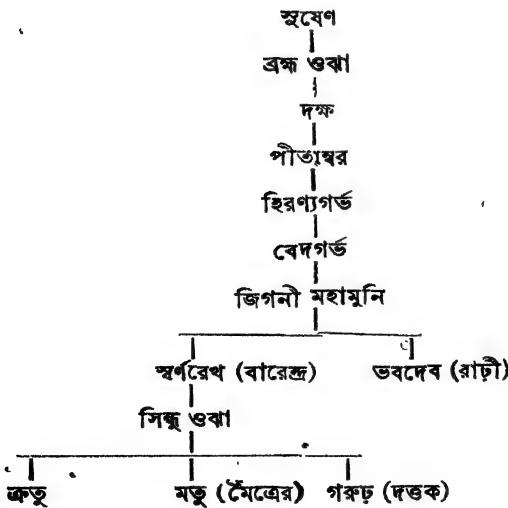 সুষেণ
ব্রহ্ম ওঝা
দক্ষ
পীতাম্বর
হিরণ্যগর্ভ
বেদগর্ভ
জিগনী মহামুনি
স্বর্ণরেখ (বারেন্দ্র) ভবদেব (রাঢ়ী)
সিন্ধু ওঝা
ক্রতু মতু (মৈত্রের) গরুঢ় (দত্তক)